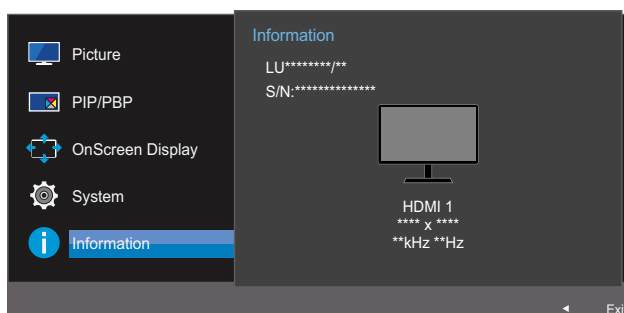 Picture
PIP/PBP
OnScreen Display
System
Information
Information
LU********/**
S/N:**************
HDMI 1
**** x ****
**kHz **Hz